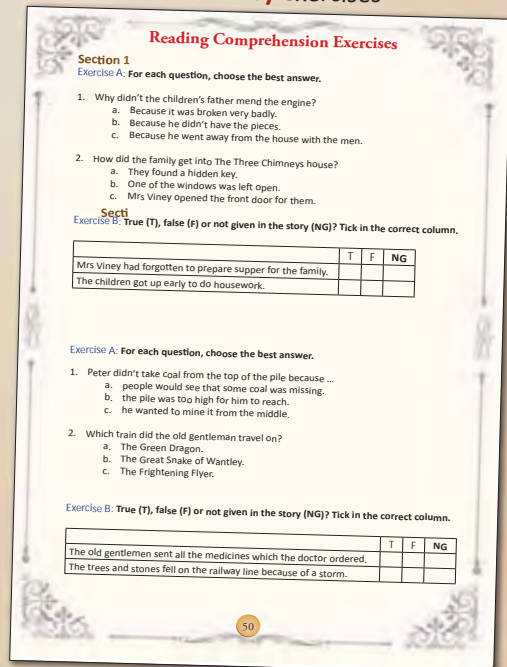 Reading Comprehension Exercises
Section 1
Exercise A: For each question, choose the best answer.
1. Why didn't the children's father mend the engine?
a. Because it was broken very badly.
b. Because he didn't have the pieces.
c. Because he went away from the house with the men.
2. How did the family get into The Three Chimneys house?
a. They found a hidden key.
b. One of the windows was left open.
c. Mrs Viney opened the front door for them.
Secti
Exercise B: True (T), false (F) or not given in the story (NG)? Tick in the correct column.
T F NG
Mrs Viney had forgotten to prepare supper for the family.
The children got up early to do housework.
Exercise A: For each question, choose the best answer.
1. Peter didn't take coal from the top of the pile because ...
a. people would see that some coal was missing.
b. the pile was too high for him to reach.
c. he wanted to mine it from the middle.
2. Which train did the old gentleman travel on?
a. The Green Dragon.
b. The Great Snake of Wantley.
c. The Frightening Flyer.
Exercise B: True (T), false (F) or not given in the story (NG)? Tick in the correct column.
T F NG
The old gentlemen sent all the medicines which the doctor ordered.
The trees and stones fell on the railway line because of a storm.
50